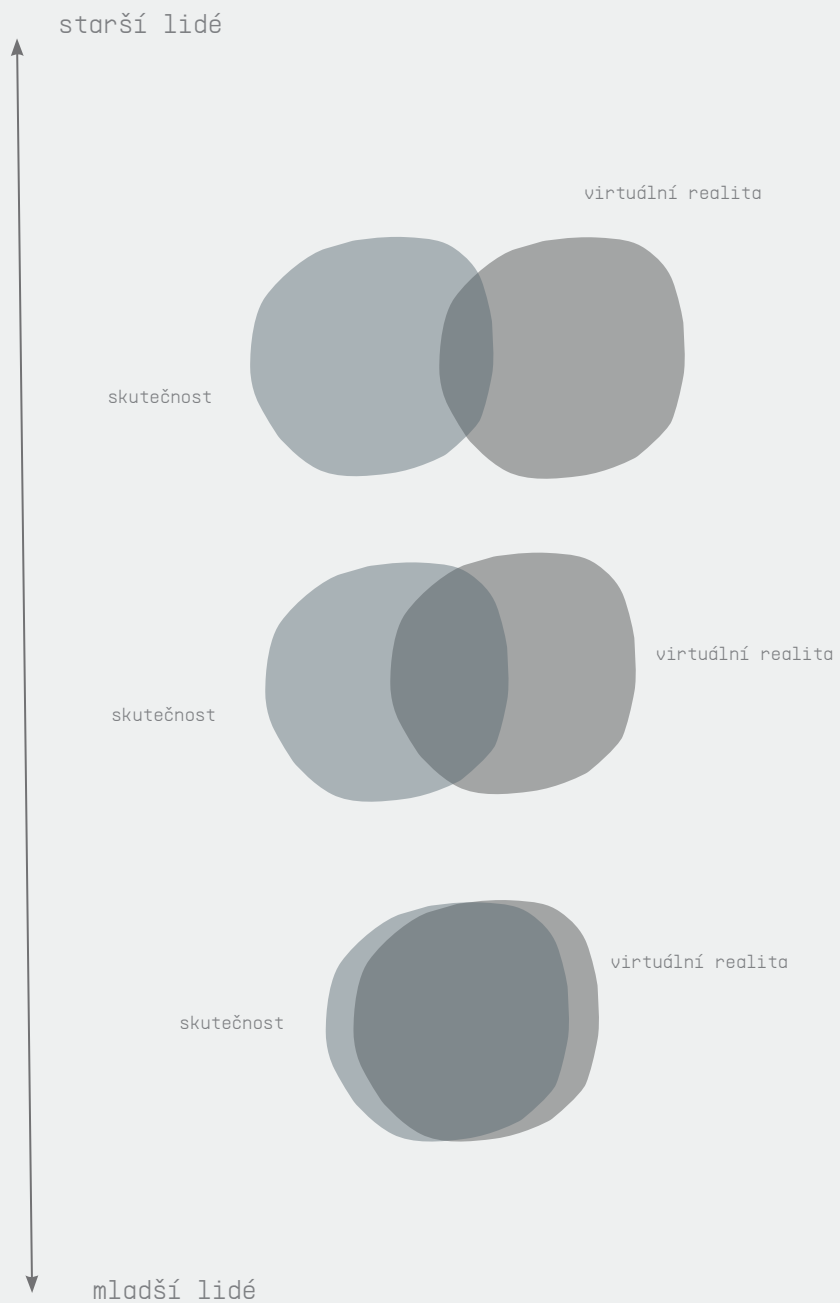 starší lidé
virtuální realita
skutečnost
virtuální realita
skutečnost
virtuální realita
skutečnost
mladší lidé